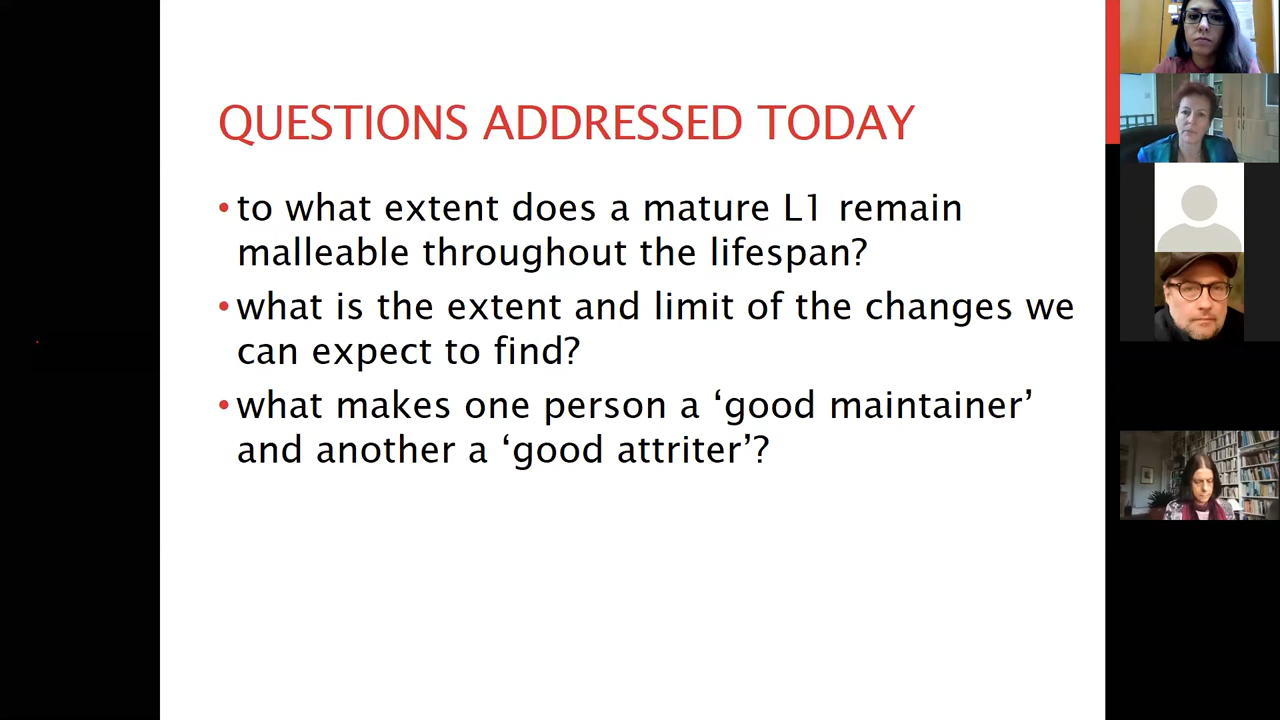 QUESTIONS ADDRESSED TODAY
• to what extent does a mature L1 remain
malleable throughout the lifespan?
• what is the extent and limit of the changes we
can expect to find?
• what makes one person a ‘good maintainer’
and another a ‘good attriter’?